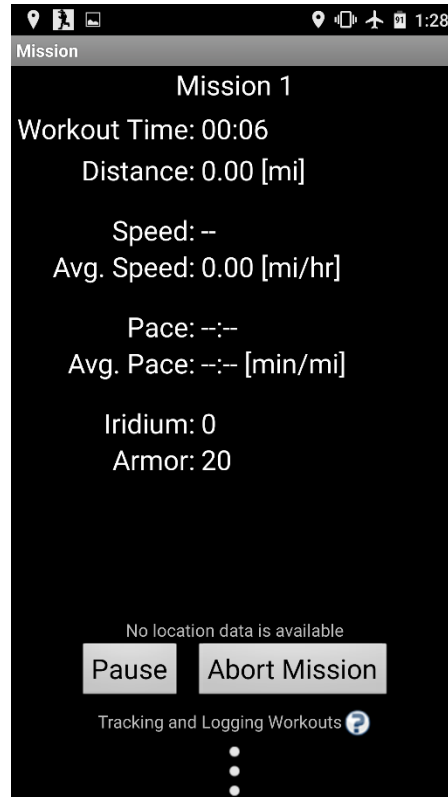 91 1:28
Mission
Mission 1
Workout Time: 00:06
Distance: 0.00 [mi]
Speed: --
Avg. Speed: 0.00 [mi/hr]
Pace: --:--
Avg. Pace: --:-- [min/mi]
Iridium: 0
Armor: 20
No location data is available
Pause Abort Mission
Tracking and Logging Workouts ?